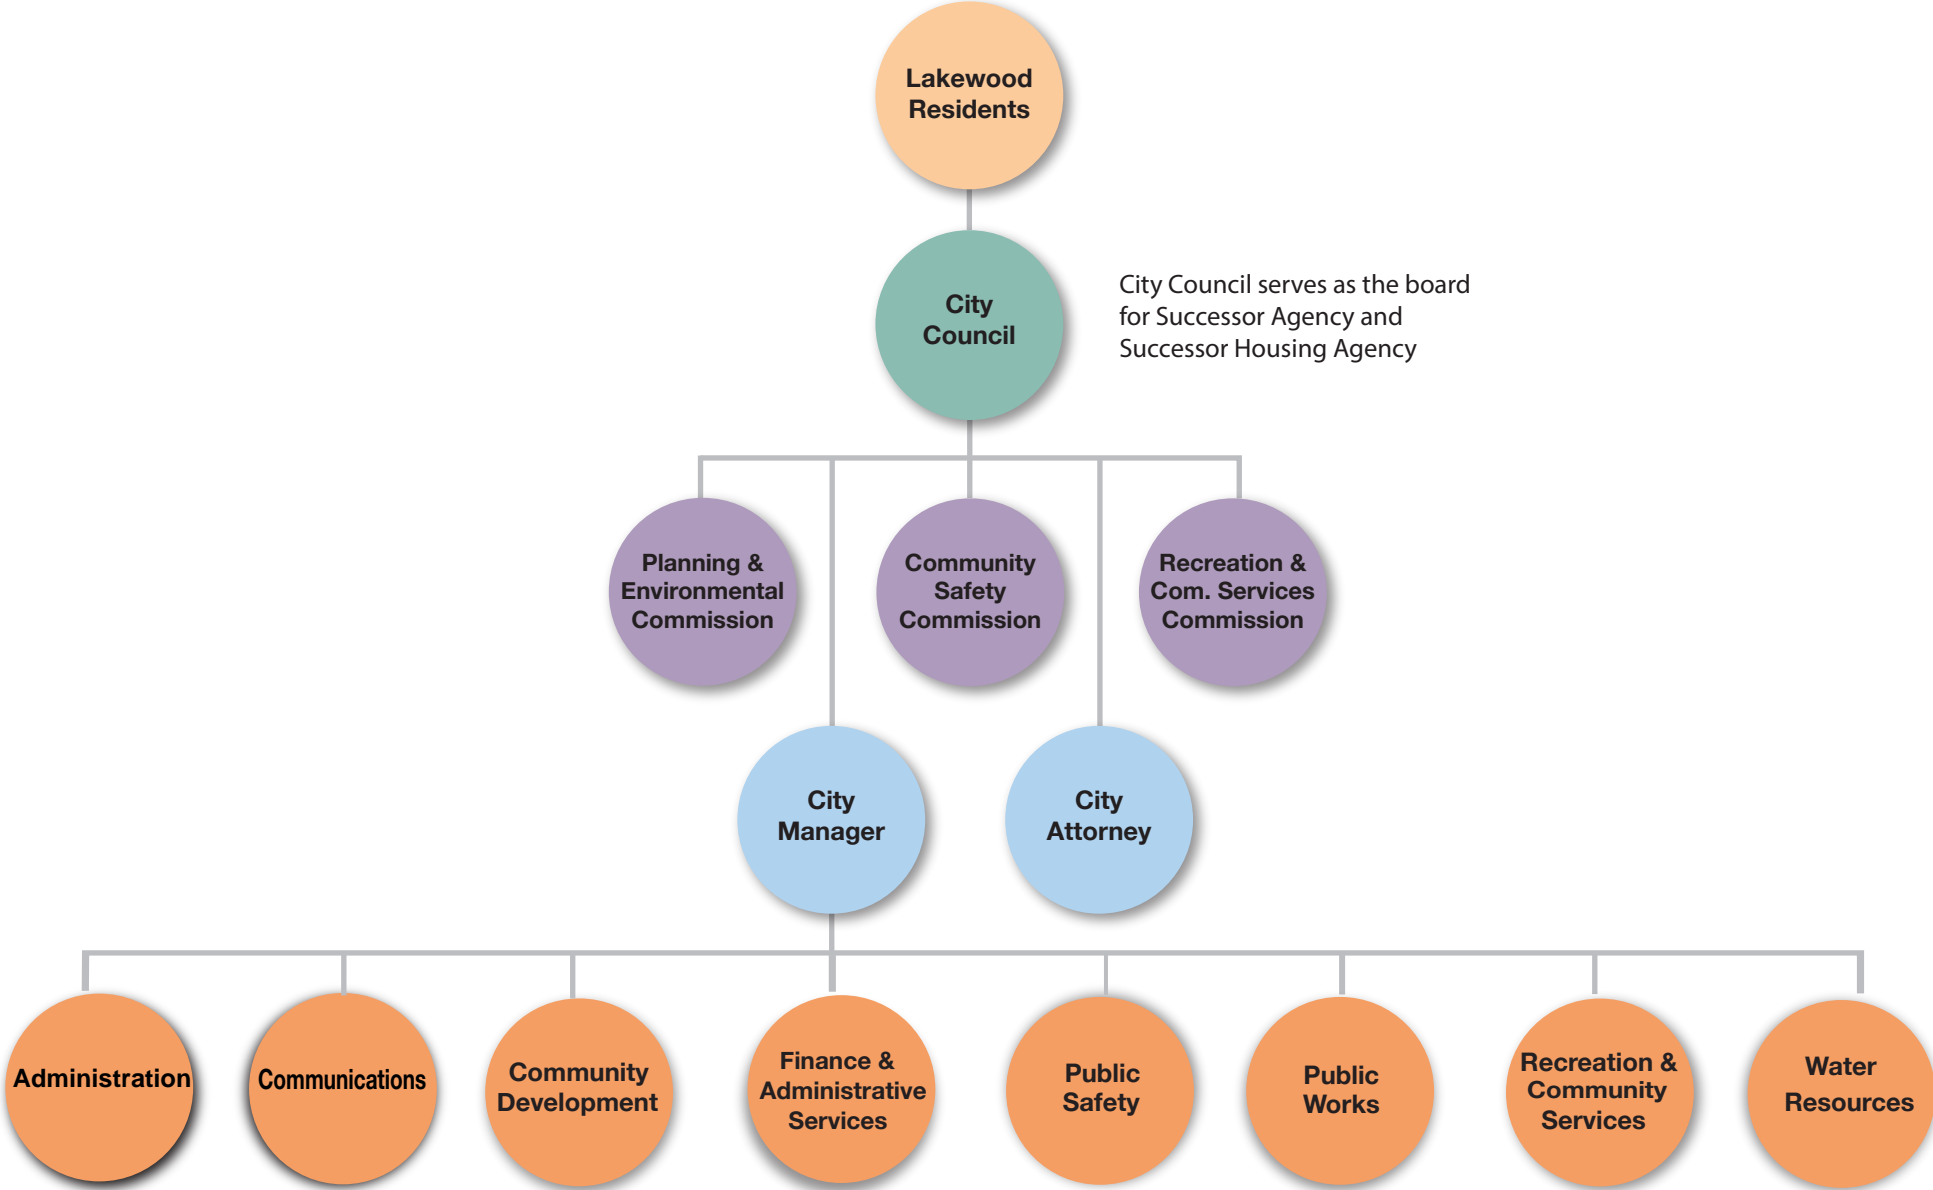 Lakewood
Residents
City
Council
City Council serves as the board
for Successor Agency and
Successor Housing Agency
Planning &
Environmental
Commission
Community
Safety
Commission
Recreation &
Com. Services
Commission
City
Manager
City
Attorney
Administration
Communications
Community
Development
Finance &
Administrative
Services
Public
Safety
Public
Works
Recreation &
Community
Services
Water
Resources